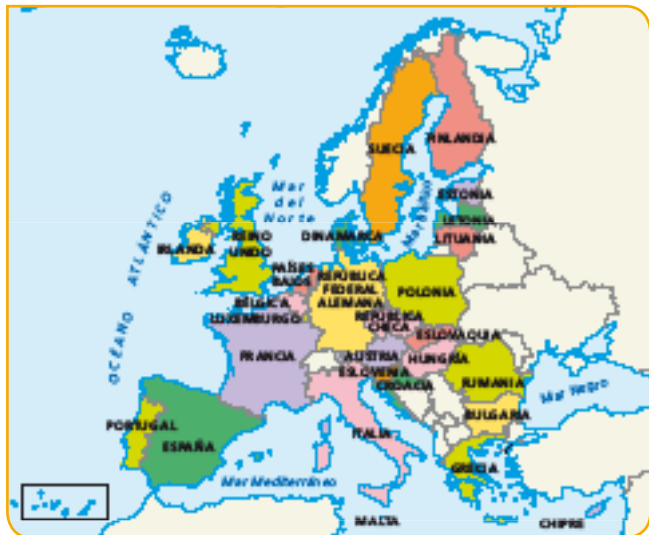 FINLANDIA
SUECIA
Mar
del
Norte
Mar Báltico
ESTONIA
LETONIA
LITUANIA
DINAMARCA
IRLANDA
REINO
UNDO
OCÉANO ATLÁNTICO
PAÍSES
BAJOS
REPÚBLICA
FEDERAL
ALEMANA
POLONIA
BÉLGICA
LUXEMBURGO
REPÚBLICA
CHECA
ESLOVAQUIA
FRANCIA
AUSTRIA
HUNGRÍA
ESLOVENIA
CROACIA
RUMANIA
Mar Negro
BULGARIA
PORTUGAL
ESPAÑA
ITALIA
GRECIA
Mar Mediterráneo
MALTA
CHIPRE